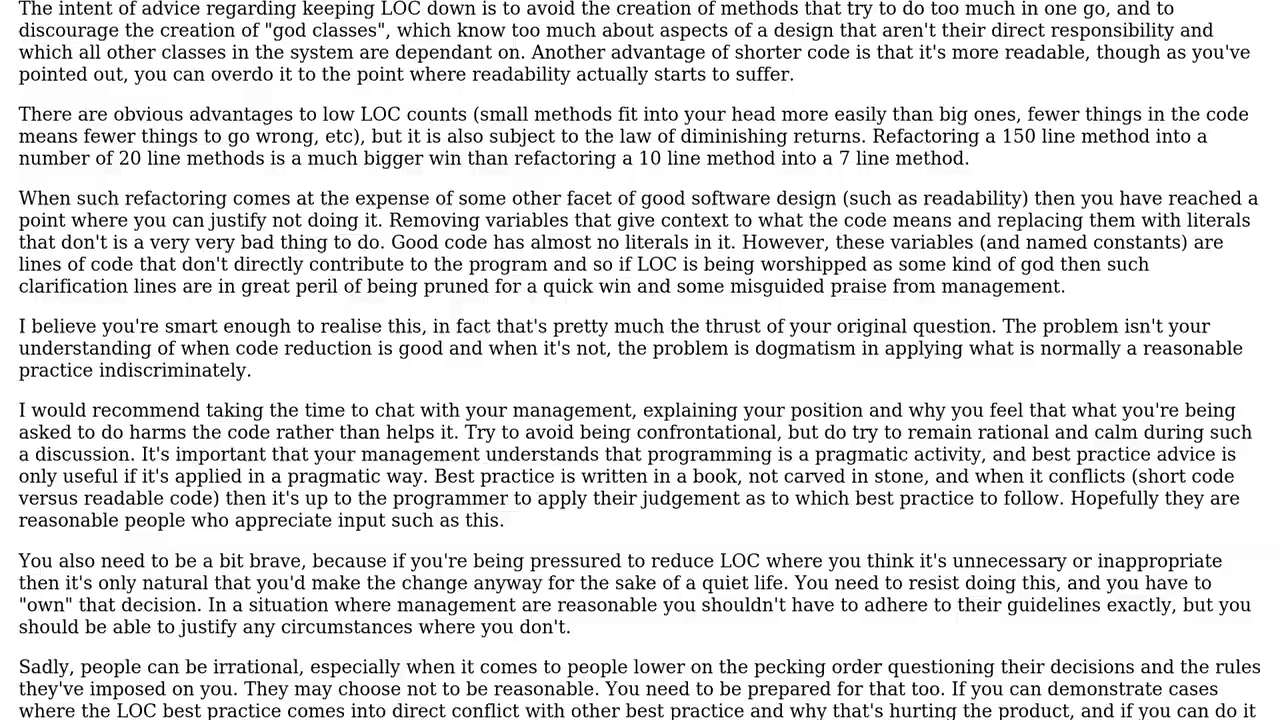 The intent of advice regarding keeping LOC down is to avoid the creation of methods that try to do too much in one go, and to
discourage the creation of "god classes", which know too much about aspects of a design that aren't their direct responsibility and
which all other classes in the system are dependant on. Another advantage of shorter code is that it's more readable, though as you've
pointed out, you can overdo it to the point where readability actually starts to suffer.
There are obvious advantages to low LOC counts (small methods fit into your head more easily than big ones, fewer things in the code
means fewer things to go wrong, etc), but it is also subject to the law of diminishing returns. Refactoring a 150 line method into a
number of 20 line methods is a much bigger win than refactoring a 10 line method into a 7 line method.
When such refactoring comes at the expense of some other facet of good software design (such as readability) then you have reached a
point where you can justify not doing it. Removing variables that give context to what the code means and replacing them with literals
that don't is a very very bad thing to do. Good code has almost no literals in it. However, these variables (and named constants) are
lines of code that don't directly contribute to the program and so if LOC is being worshipped as some kind of god then such
clarification lines are in great peril of being pruned for a quick win and some misguided praise from management.
I believe you're smart enough to realise this, in fact that's pretty much the thrust of your original question. The problem isn't your
understanding of when code reduction is good and when it's not, the problem is dogmatism in applying what is normally a reasonable
practice indiscriminately.
I would recommend taking the time to chat with your management, explaining your position and why you feel that what you're being
asked to do harms the code rather than helps it. Try to avoid being confrontational, but do try to remain rational and calm during such
a discussion. It's important that your management understands that programming is a pragmatic activity, and best practice advice is
only useful if it's applied in a pragmatic way. Best practice is written in a book, not carved in stone, and when it conflicts (short code
versus readable code) then it's up to the programmer to apply their judgement as to which best practice to follow. Hopefully they are
reasonable people who appreciate input such as this.
You also need to be a bit brave, because if you're being pressured to reduce LOC where you think it's unnecessary or inappropriate
then it's only natural that you'd make the change anyway for the sake of a quiet life. You need to resist doing this, and you have to
"own" that decision. In a situation where management are reasonable you shouldn't have to adhere to their guidelines exactly, but you
should be able to justify any circumstances where you don't.
Sadly, people can be irrational, especially when it comes to people lower on the pecking order questioning their decisions and the rules
they've imposed on you. They may choose not to be reasonable. You need to be prepared for that too. If you can demonstrate cases
where the LOC best practice comes into direct conflict with other best practice and why that's hurting the product, and if you can do it